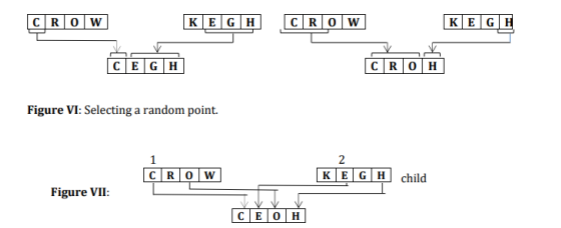 C R O W K E G H C R O W K E G H
C E G H C R O H
Figure VI: Selecting a random point.
1 2
C R O W K E G H child
Figure VII:
C E O H